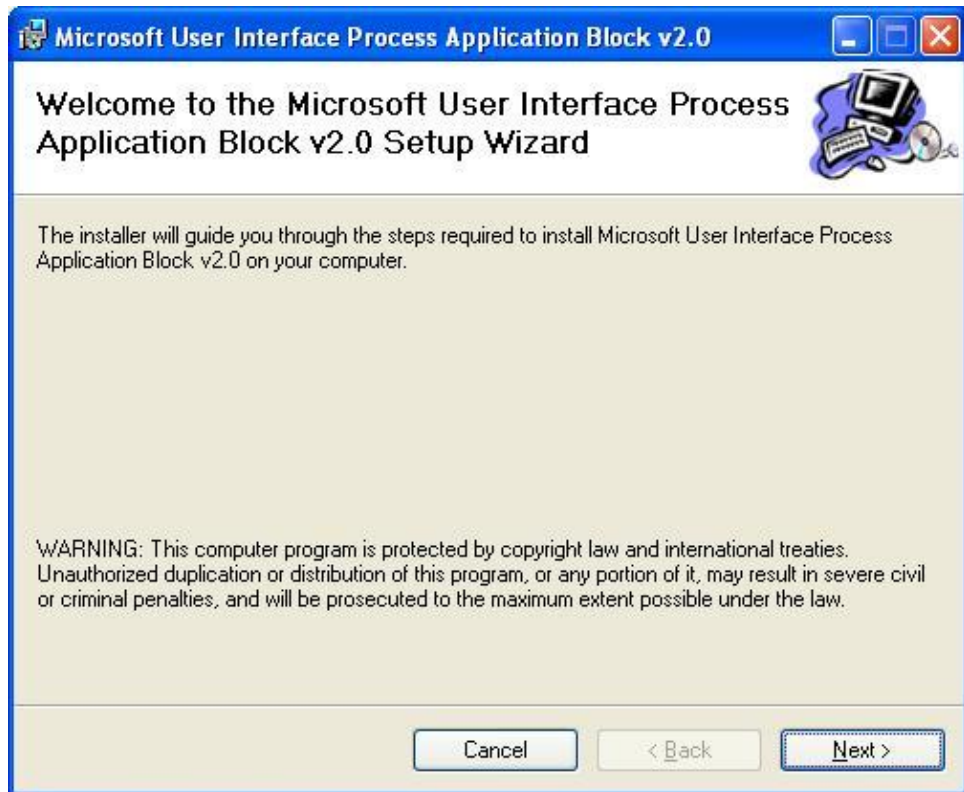 Microsoft User Interface Process Application Block v2.0
Welcome to the Microsoft User Interface Process
Application Block v2.0 Setup Wizard
The installer will guide you through the steps required to install Microsoft User Interface Process
Application Block v2.0 on your computer.
WARNING: This computer program is protected by copyright law and international treaties.
Unauthorized duplication or distribution of this program, or any portion of it, may result in severe civil
or criminal penalties, and will be prosecuted to the maximum extent possible under the law.
Cancel < Back Next >